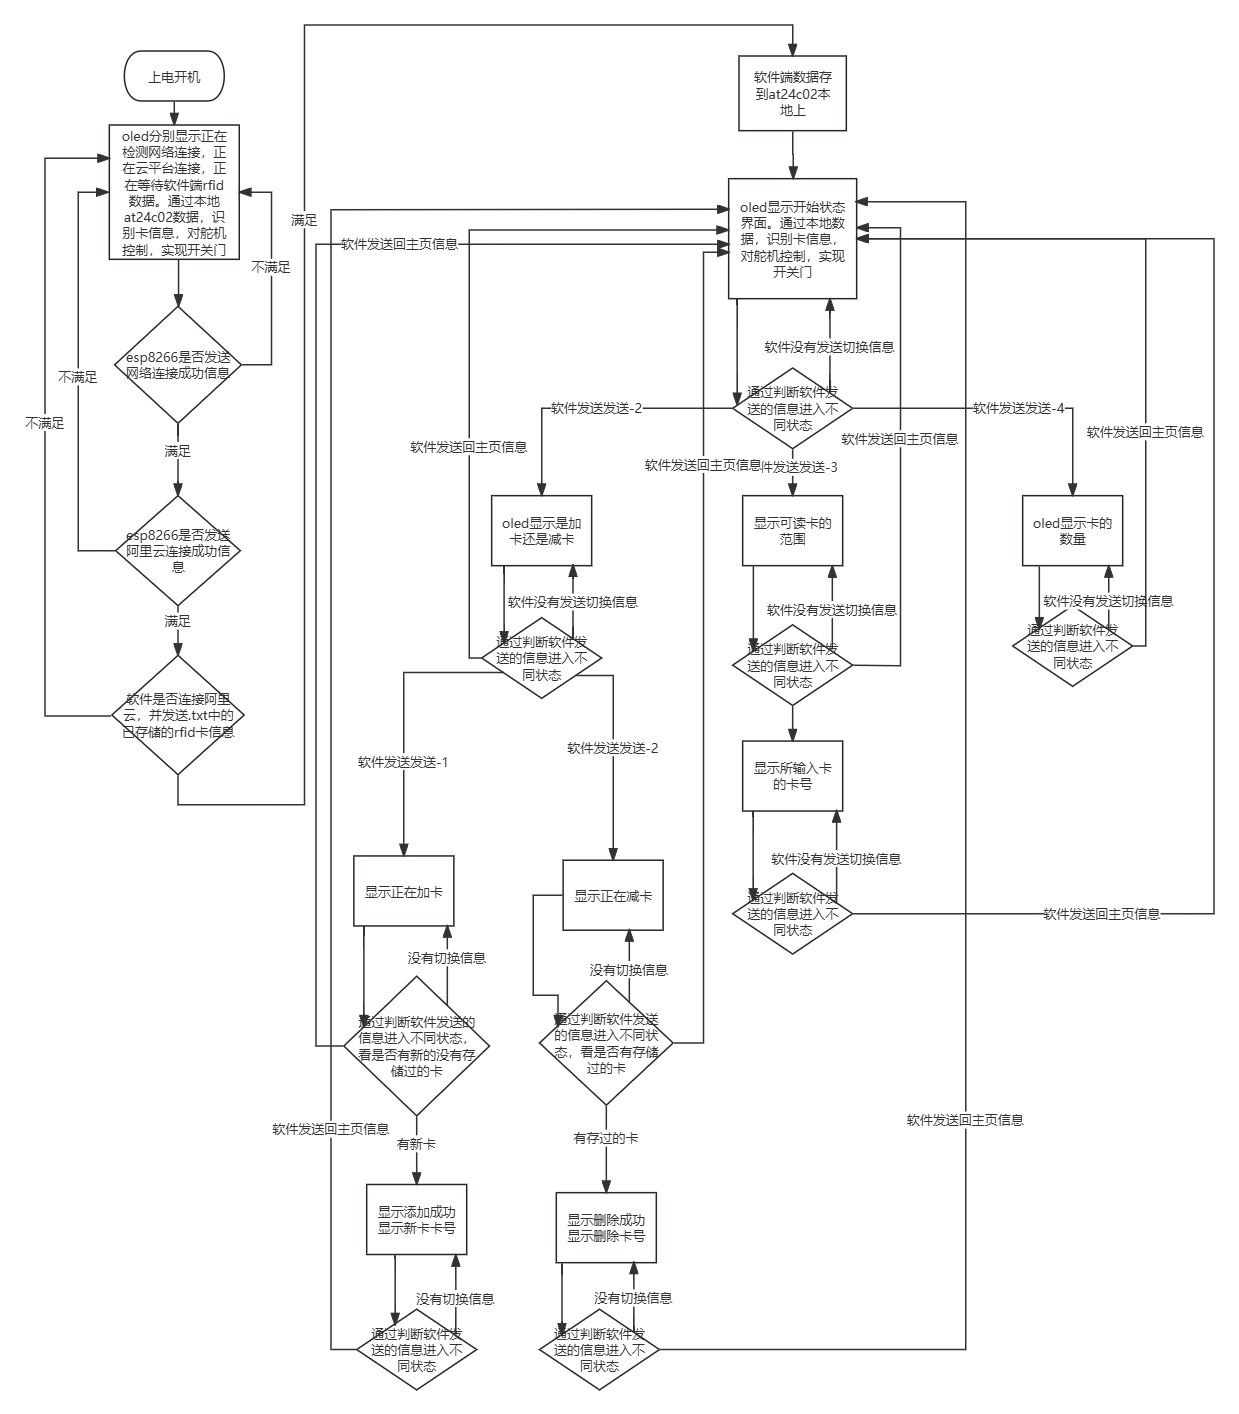 上电开机
oled分别显示正在
检测网络连接，正
在云平台连接，正
在等待软件端rfid
数据。通过本地
at24c02数据，识
别卡信息，对舵机
控制，实现开关门
不满足
esp8266是否发送
网络连接成功信息
不满足
不满足
满足
esp8266是否发送
阿里云连接成功信
息
满足
软件是否连接阿里
云，并发送.txt中的
已存储的rfid卡信息
满足
软件端数据存
到at24c02本
地上
oled显示开始状态
界面。通过本地数
据，识别卡信息，
对舵机控制，实现
开关门
软件发送回主页信息
软件没有发送切换信息
通过判断软件发
送的信息进入不
同状态
软件发送发送-2
软件发送发送-4
软件发送回主页信息
软件发送回主页信息
软件发送回主页信息
软件发送回主页信息
件发送发送-3
oled显示是加
卡还是减卡
显示可读卡的
范围
oled显示卡的
数量
软件没有发送切换信息
软件没有发送切换信息
软件没有发送切换信息
通过判断软件发
送的信息进入不
同状态
通过判断软件发
送的信息进入不
同状态
通过判断软件发
送的信息进入不
同状态
软件发送发送-1
软件发送发送-2
显示所输入卡
的卡号
软件没有发送切换信息
通过判断软件发
送的信息进入不
同状态
软件发送回主页信息
显示正在加卡
显示正在减卡
没有切换信息
没有切换信息
通过判断软件发送的
信息进入不同状态，
看是否有新的没有存
储过的卡
通过判断软件发送
的信息进入不同状
态，看是否有存储
过的卡
软件发送回主页信息
有新卡
有存过的卡
软件发送回主页信息
显示添加成功
显示新卡卡号
显示删除成功
显示删除卡号
没有切换信息
没有切换信息
通过判断软件发
送的信息进入不
同状态
通过判断软件发
送的信息进入不
同状态